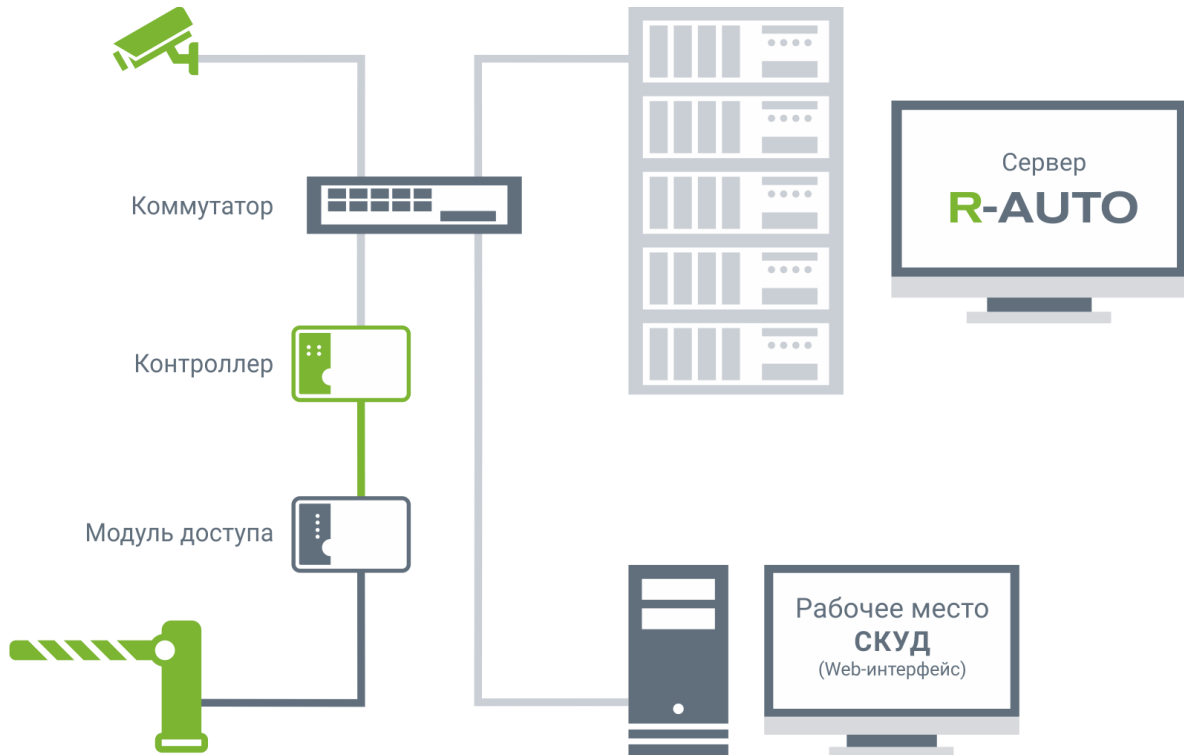 Сервер
R-AUTO
Коммутатор
Контроллер
Модуль доступа
Рабочее место
СКУД
(Web-интерфейс)